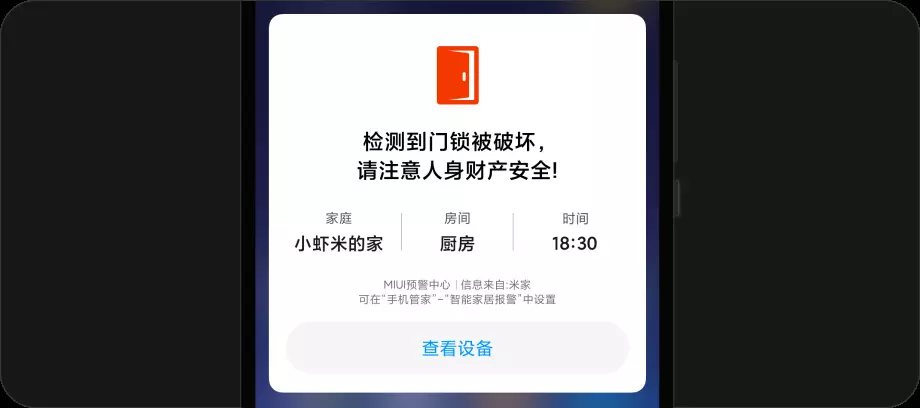 检测到门锁被破坏，
请注意人身财产安全!
家庭
房间
时间
小虾米的家
厨房
18:30
MIUI预警中心 | 信息来自:米家
可在“手机管家”-“智能家居报警”中设置
查看设备